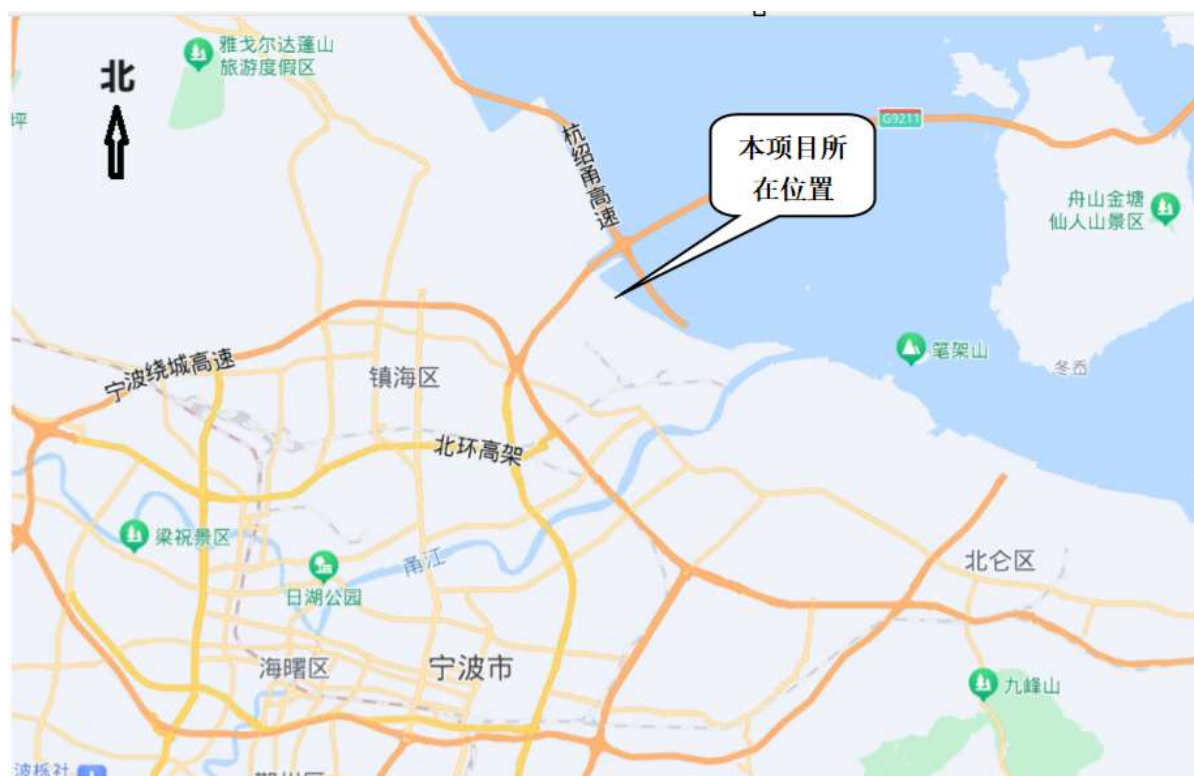 雅戈尔达蓬山
旅游度假区
北
坪
G9211
杭绍甬高速
本项目所
在位置
舟山金塘
仙人山景区
宁波绕城高速
镇海区
笔架山
北环高架
梁祝景区
甬江
日湖公园
北仑区
海曙区
宁波市
九峰山